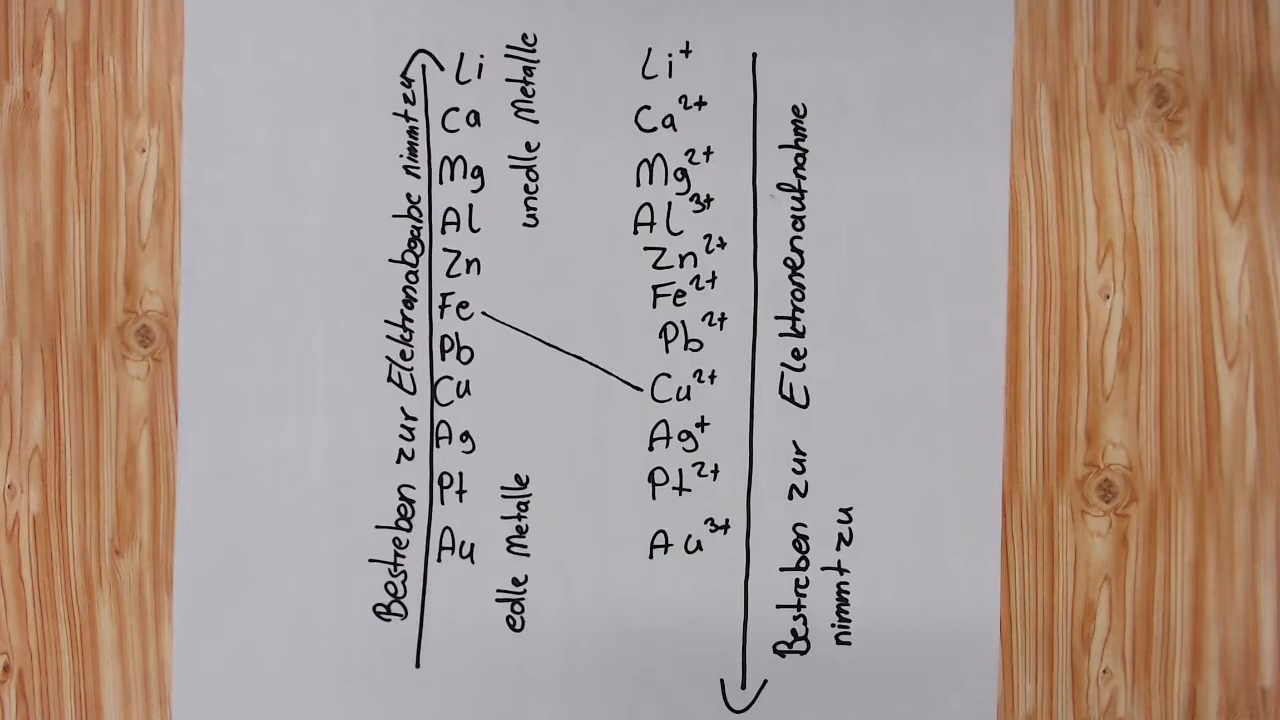 Bestreben zur Elektronabgabe nimmt zu
Li
Ca
Mg
Al
Zn
Fe
Pb
Cu
Ag
Pt
Au
unedle Metalle
edle Metalle
Li⁺
Ca²⁺
Mg²⁺
Al³⁺
Zn²⁺
Fe²⁺
Pb²⁺
Cu²⁺
Ag⁺
Pt²⁺
Au³⁺
Bestreben zur Elektronenaufnahme
nimmt zu